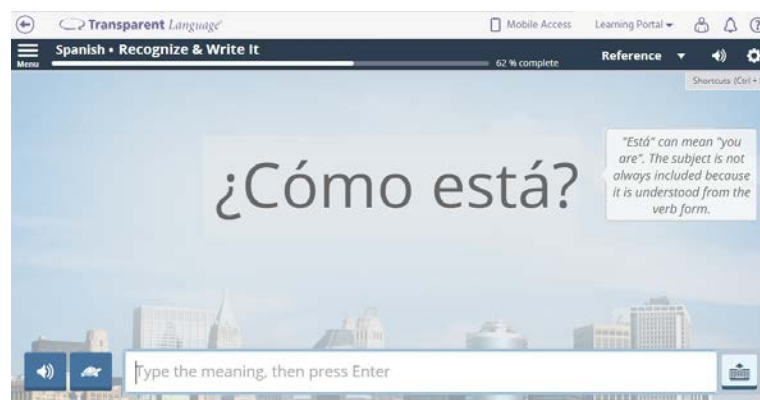 Transparent Language
Mobile Access
Learning Portal
Menu
Spanish • Recognize & Write It
62 % complete
Reference
Shortcuts (Ctrl +
¿Cómo está?
"Está" can mean "you
are". The subject is not
always included because
it is understood from the
verb form.
Type the meaning, then press Enter